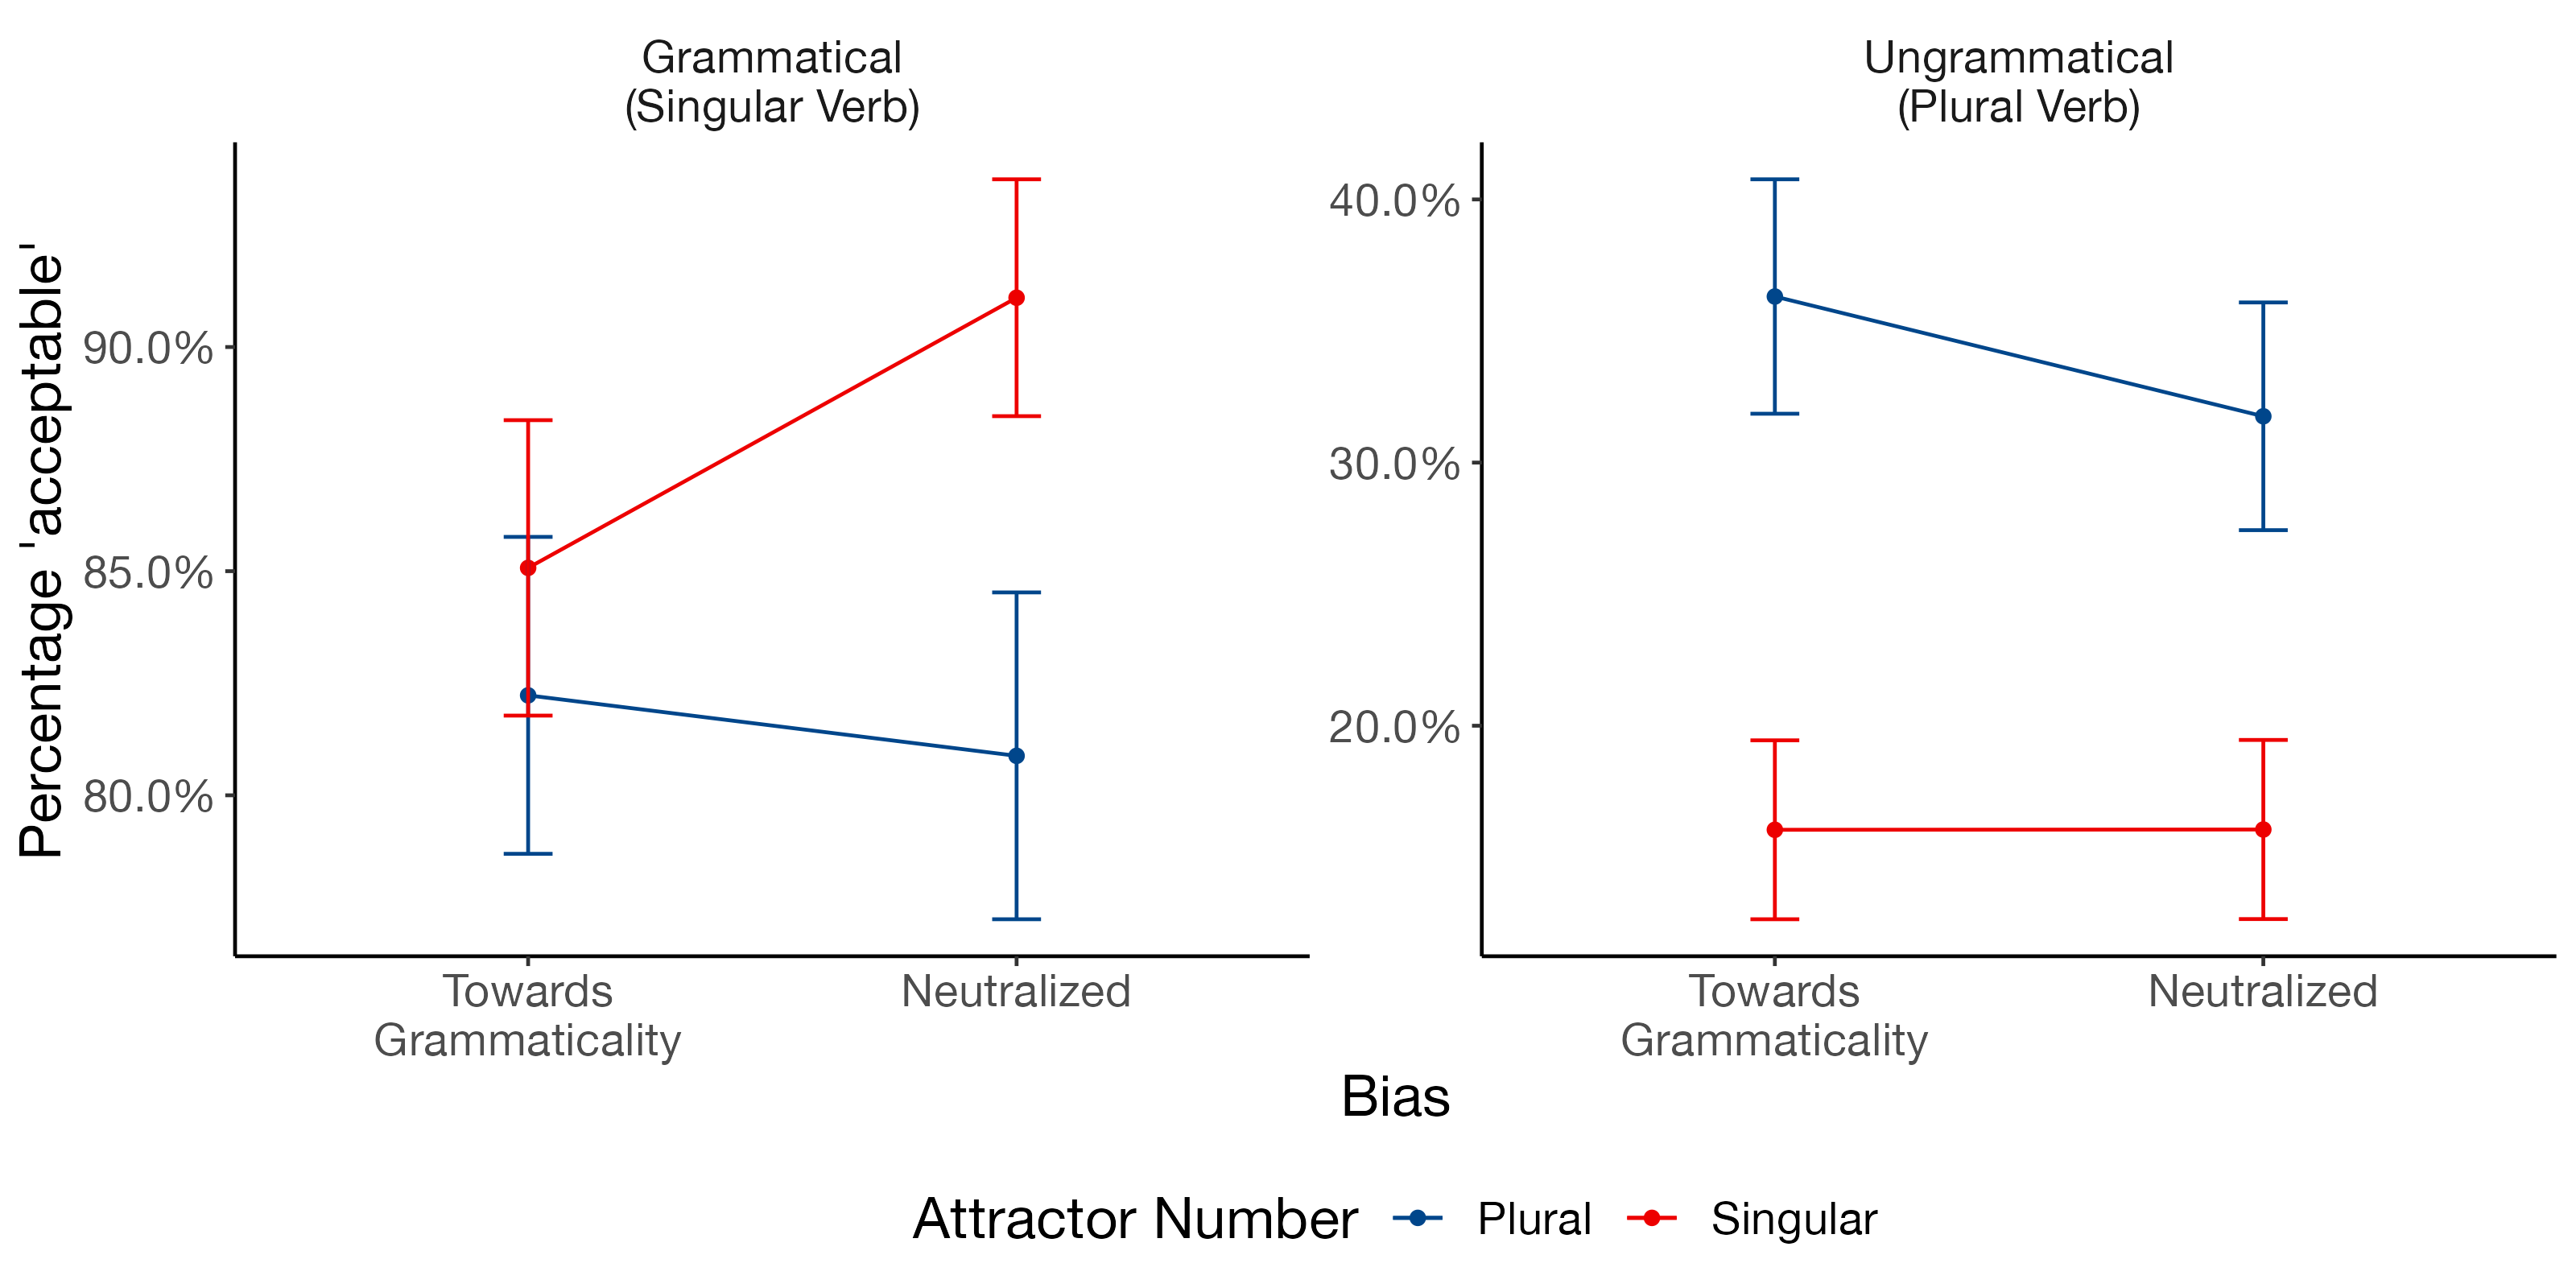 Grammatical
(Singular Verb)
Ungrammatical
(Plural Verb)
Percentage 'acceptable'
90.0%
85.0%
80.0%
40.0%
30.0%
20.0%
Towards
Grammaticality
Neutralized
Towards
Grammaticality
Neutralized
Bias
Attractor Number Plural Singular